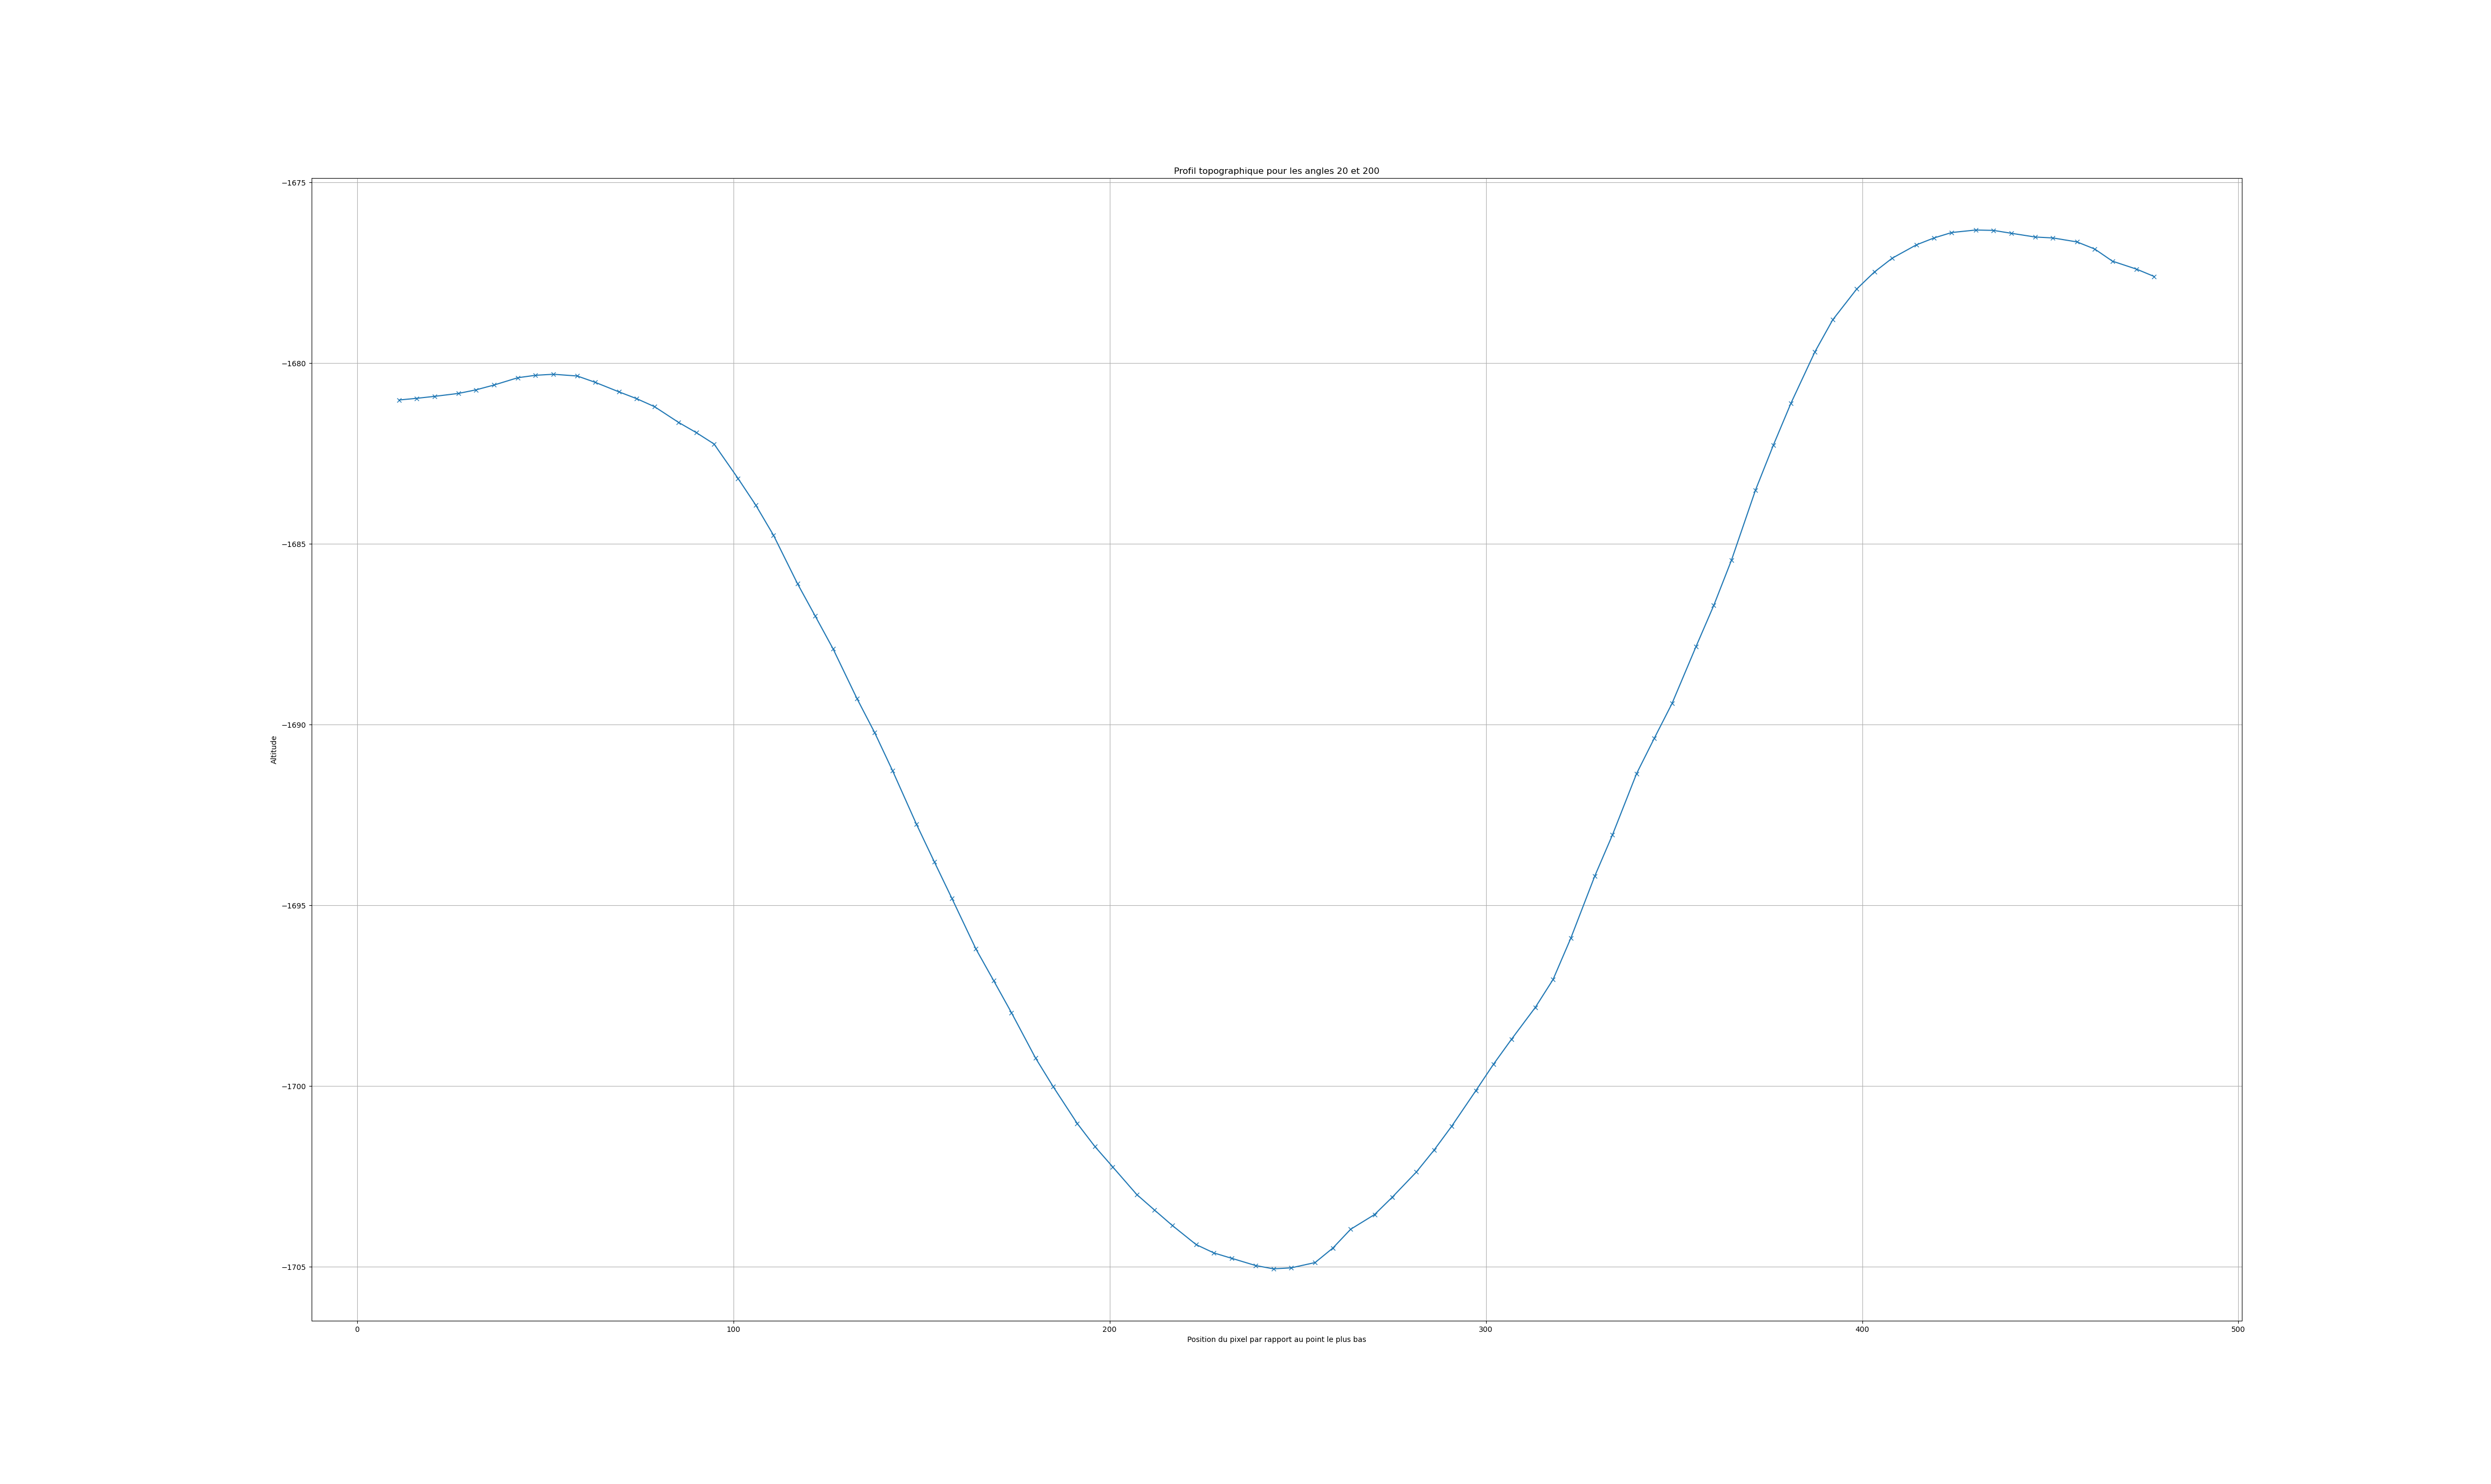 Profil topographique pour les angles 20 et 200
−1675
−1680
−1685
−1690
−1695
−1700
−1705
Altitude
0 100 200 300 400 500
Position du pixel par rapport au point le plus bas